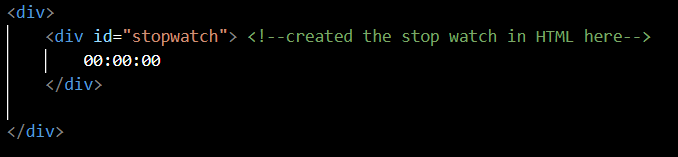 <div>
<div id="stopwatch"> <!--created the stop watch in HTML here-->
00:00:00
</div>
</div>